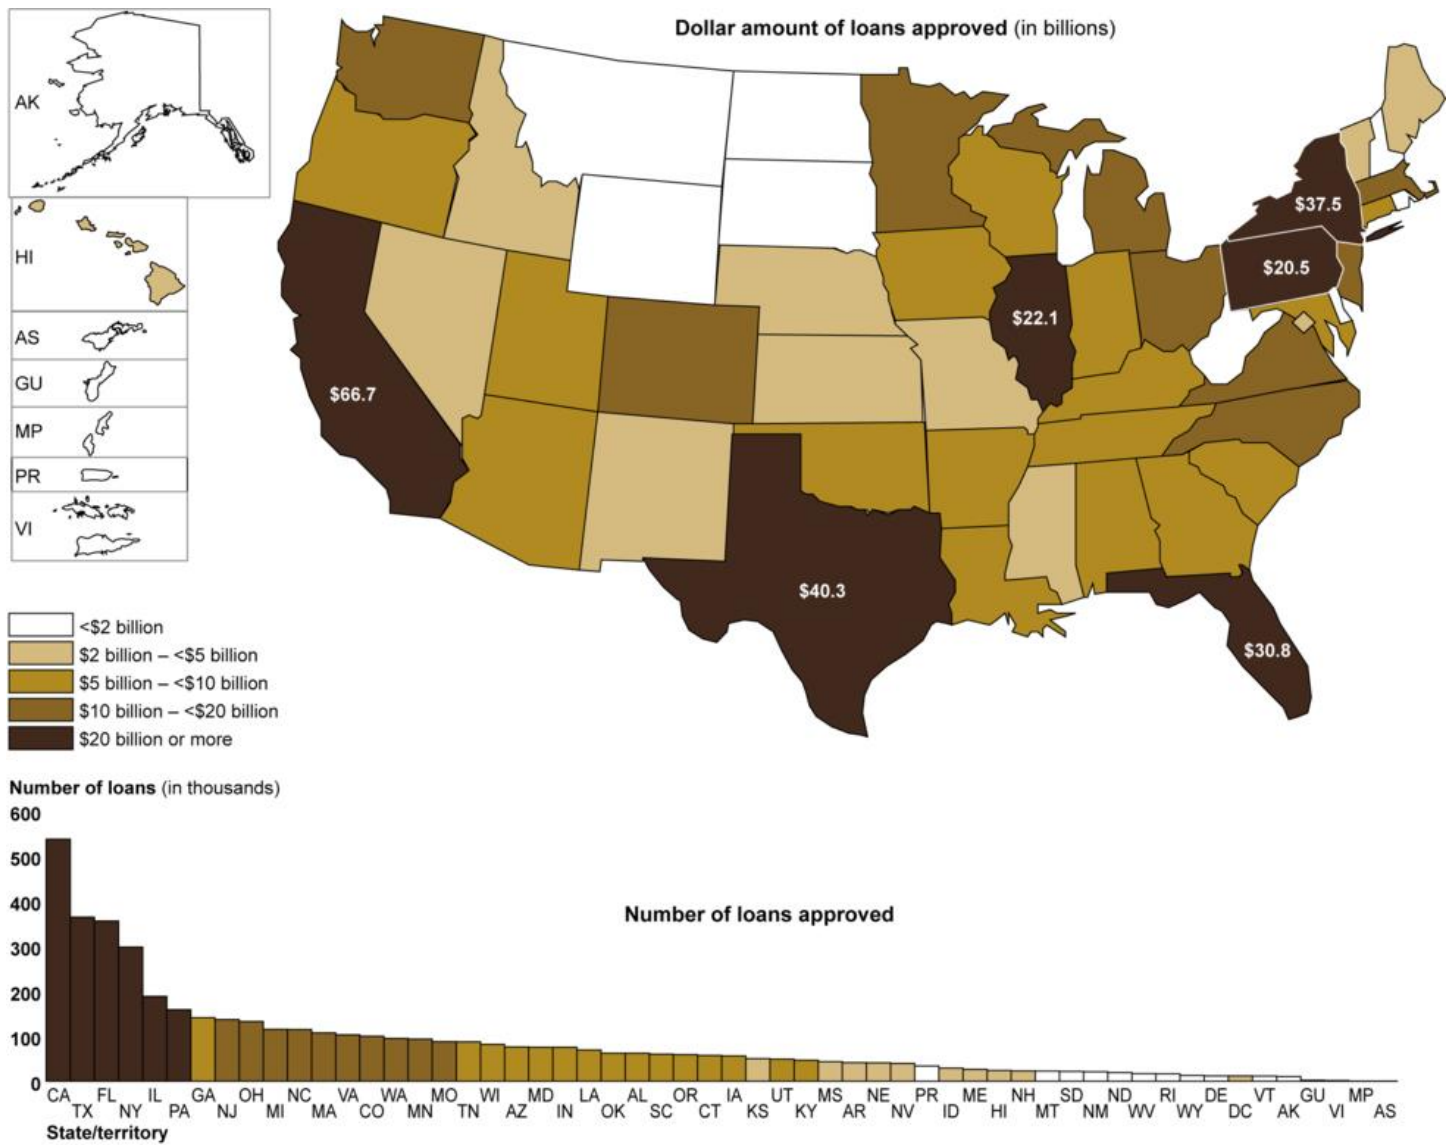 Dollar amount of loans approved (in billions)
AK
HI
AS
GU
MP
PR
VI
$37.5
$20.5
$22.1
$66.7
$40.3
$30.8
<$2 billion
$2 billion – <$5 billion
$5 billion – <$10 billion
$10 billion – <$20 billion
$20 billion or more
Number of loans (in thousands)
600
500
400
300
200
100
0
Number of loans approved
CA FL IL GA OH NC VA WA MO WI MD LA AL OR IA UT MS NE PR ME NH SD ND RI DE VT GU MP
TX NY PA NJ MI MA CO MN TN AZ IN OK SC CT KS KY AR NV ID HI MT NM WV WY DC AK VI AS
State/territory